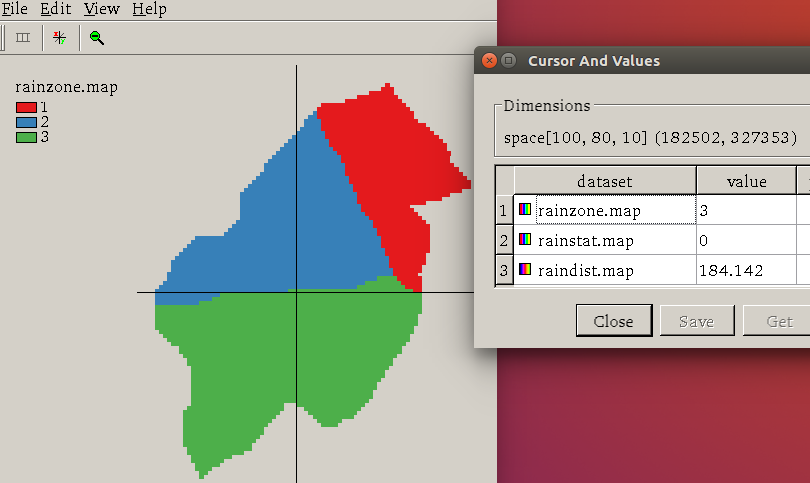 File Edit View Help
rainzone.map
1
2
3
Cursor And Values
Dimensions
space[100, 80, 10] (182502, 327353)
dataset value
1 rainzone.map 3
2 rainstat.map 0
3 raindist.map 184.142
Close Save Get